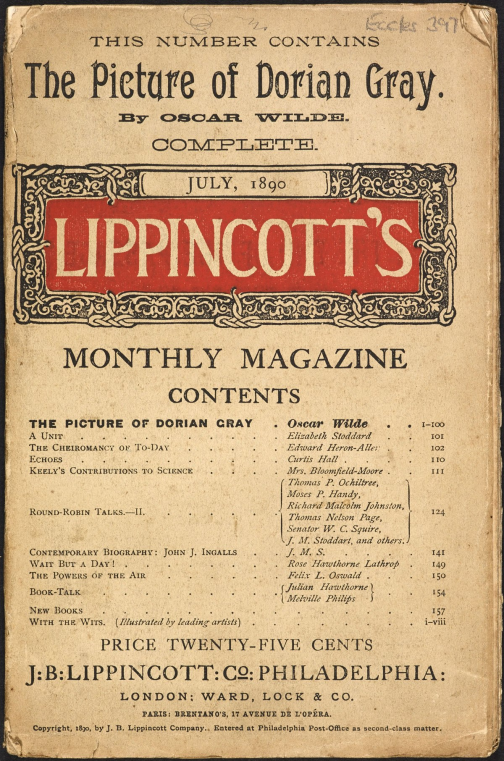 Eccles 397
THIS NUMBER CONTAINS
The Picture of Dorian Gray.
By OSCAR WILDE.
COMPLETE.
JULY, 1890
LIPPINCOTT'S
MONTHLY MAGAZINE
CONTENTS
THE PICTURE OF DORIAN GRAY . Oscar Wilde . . 1-100
A UNIT . . . . . . . . Elizabeth Stoddard . 101
THE CHEIROMANCY OF TO-DAY . . . Edward Heron-Allen . 102
ECHOES . . . . . . . . Curtis Hall . . . 110
KEELY'S CONTRIBUTIONS TO SCIENCE . . . Mrs. Bloomfield-Moore . 111
Thomas P. Ochiltree,
Moses P. Handy,
Richard Malcolm Johnston,
ROUND-ROBIN TALKS.—II. . . . . . Thomas Nelson Page, 124
Senator W. C. Squire,
J. M. Stoddart, and others.
CONTEMPORARY BIOGRAPHY: JOHN J. INGALLS . . J. M. S. . . . 141
WAIT BUT A DAY! . . . . . . Rose Hawthorne Lathrop . 149
THE POWERS OF THE AIR . . . . . Felix L. Oswald . . 150
BOOK-TALK . . . . . . . Julian Hawthorne 154
Melville Philips
NEW BOOKS . . . . . . . . . . . 157
WITH THE WITS. (Illustrated by leading artists) . . . . . . . i-viii
PRICE TWENTY-FIVE CENTS
J:B:LIPPINCOTT:Co:PHILADELPHIA:
LONDON: WARD, LOCK & CO.
PARIS: BRENTANO'S, 17 AVENUE DE L'OPÉRA.
Copyright, 1890, by J. B. Lippincott Company.. Entered at Philadelphia Post-Office as second-class matter.